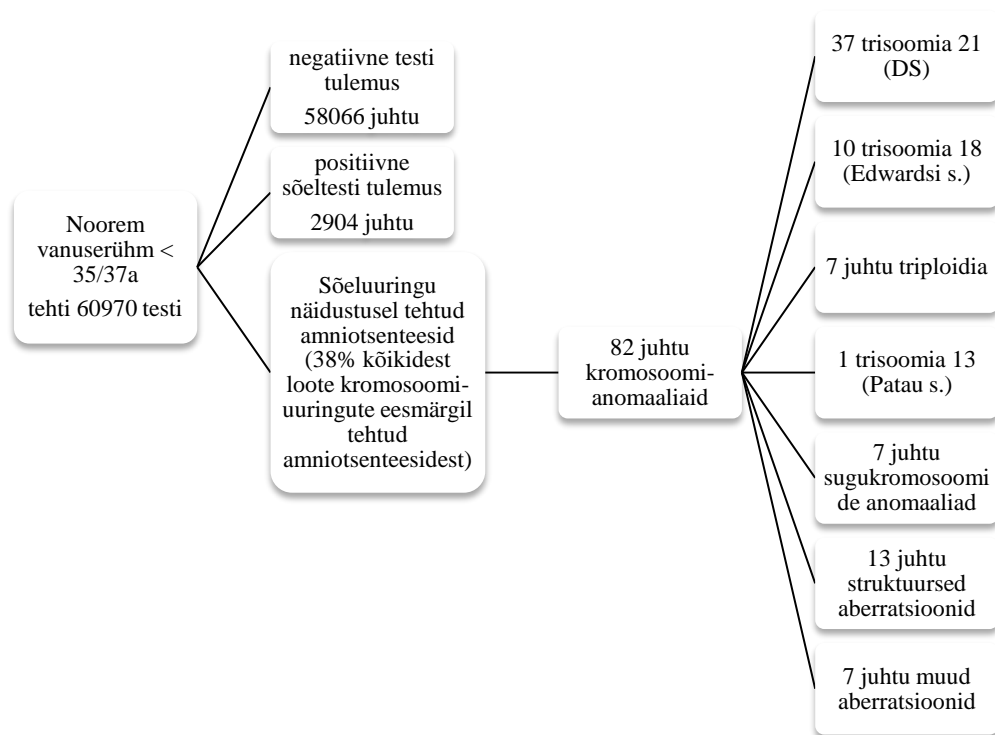 Noorem
vanuserühm <
35/37a
tehti 60970 testi
negatiivne testi
tulemus
58066 juhtu
positiivne
sõeltesti tulemus
2904 juhtu
Sõeluuringu
näidustusel tehtud
amniotsenteesid
(38% kõikidest
loote kromosoomi-
uuringute eesmärgil
tehtud
amniotsenteesidest)
82 juhtu
kromosoomi-
anomaaliaid
37 trisoomia 21
(DS)
10 trisoomia 18
(Edwardsi s.)
7 juhtu triploidia
1 trisoomia 13
(Patau s.)
7 juhtu
sugukromosoomi
de anomaaliad
13 juhtu
struktuursed
aberratsioonid
7 juhtu muud
aberratsioonid